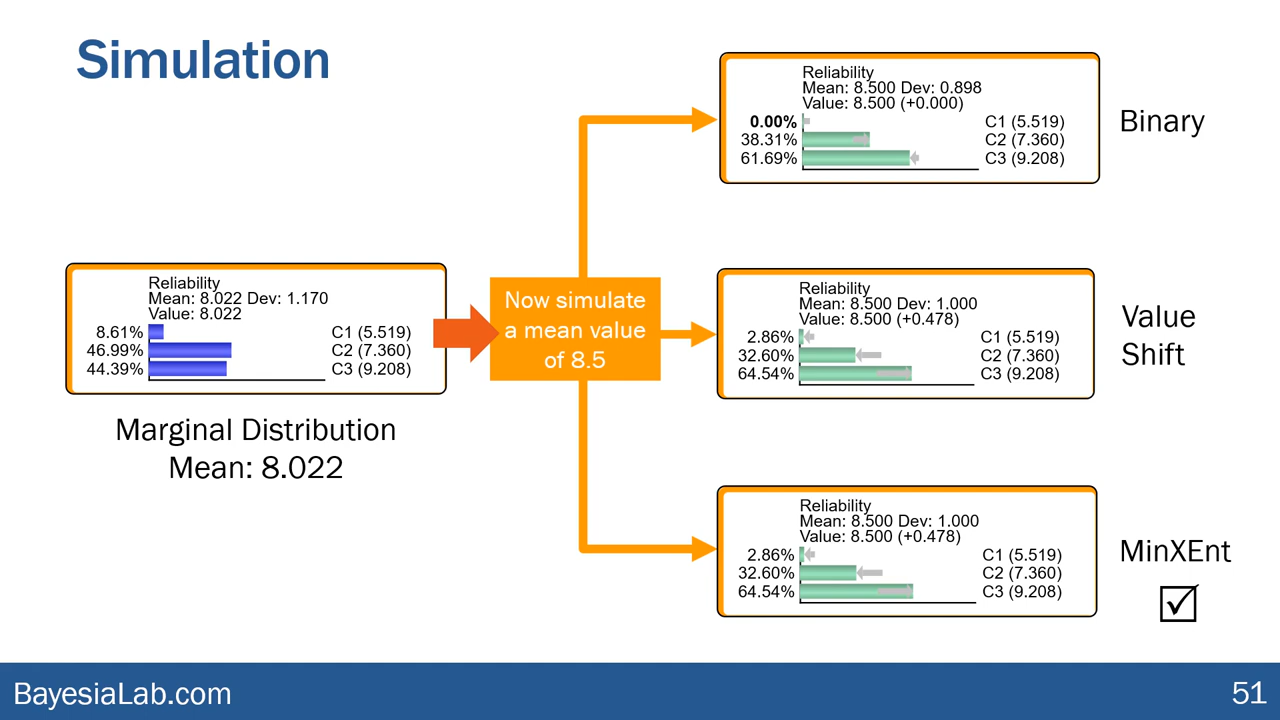 Simulation
Reliability
Mean: 8.022 Dev: 1.170
Value: 8.022
8.61% C1 (5.519)
46.99% C2 (7.360)
44.39% C3 (9.208)
Marginal Distribution
Mean: 8.022
Now simulate
a mean value
of 8.5
Reliability
Mean: 8.500 Dev: 0.898
Value: 8.500 (+0.000)
0.00% C1 (5.519)
38.31% C2 (7.360)
61.69% C3 (9.208)
Binary
Reliability
Mean: 8.500 Dev: 1.000
Value: 8.500 (+0.478)
2.86% C1 (5.519)
32.60% C2 (7.360)
64.54% C3 (9.208)
Value
Shift
Reliability
Mean: 8.500 Dev: 1.000
Value: 8.500 (+0.478)
2.86% C1 (5.519)
32.60% C2 (7.360)
64.54% C3 (9.208)
MinXEnt
BayesiaLab.com
51